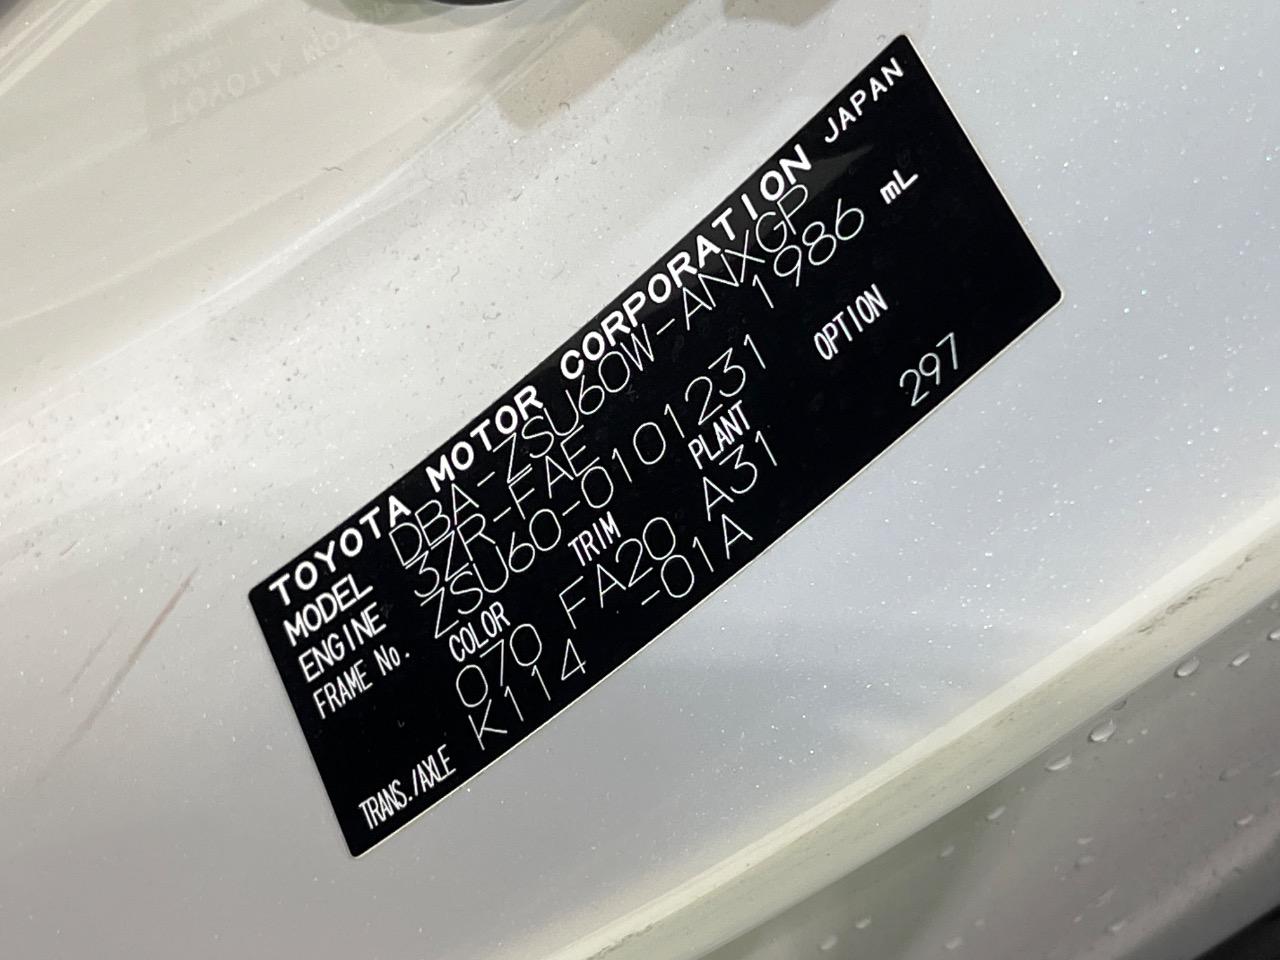 TOYOTA MOTOR CORPORATION JAPAN
MODEL DBA-ZSU60W-ANXGP
ENGINE 3ZR-FAE 1986 mL
FRAME No. ZSU60-0101231
COLOR TRIM PLANT OPTION
070 FA20 A31 297
TRANS./AXLE K114 -01A